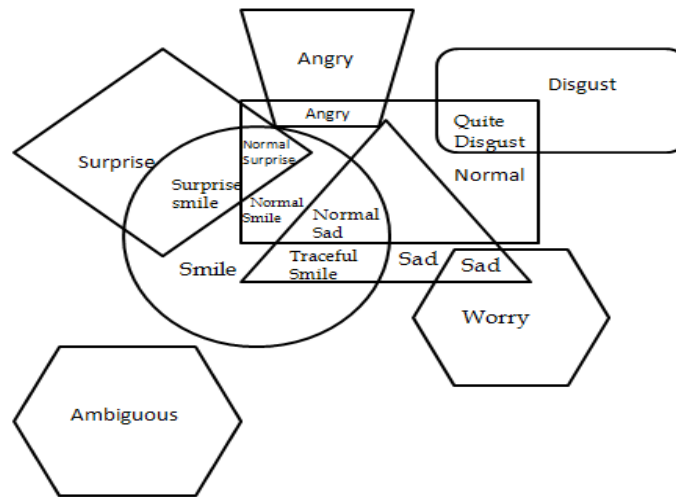 Angry
Disgust
Angry
Quite
Disgust
Normal
Surprise
Surprise
Normal
Surprise
smile
Normal
Smile
Normal
Sad
Smile
Traceful
Smile
Sad
Sad
Worry
Ambiguous